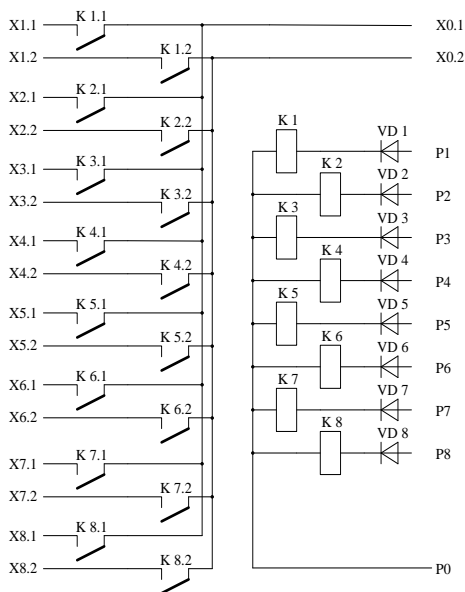 X1.1 K 1.1 X0.1
X1.2 K 1.2 X0.2
X2.1 K 2.1
X2.2 K 2.2
X3.1 K 3.1
X3.2 K 3.2
X4.1 K 4.1
X4.2 K 4.2
X5.1 K 5.1
X5.2 K 5.2
X6.1 K 6.1
X6.2 K 6.2
X7.1 K 7.1
X7.2 K 7.2
X8.1 K 8.1
X8.2 K 8.2
K 1 VD 1 P1
K 2 VD 2 P2
K 3 VD 3 P3
K 4 VD 4 P4
K 5 VD 5 P5
K 6 VD 6 P6
K 7 VD 7 P7
K 8 VD 8 P8
P0